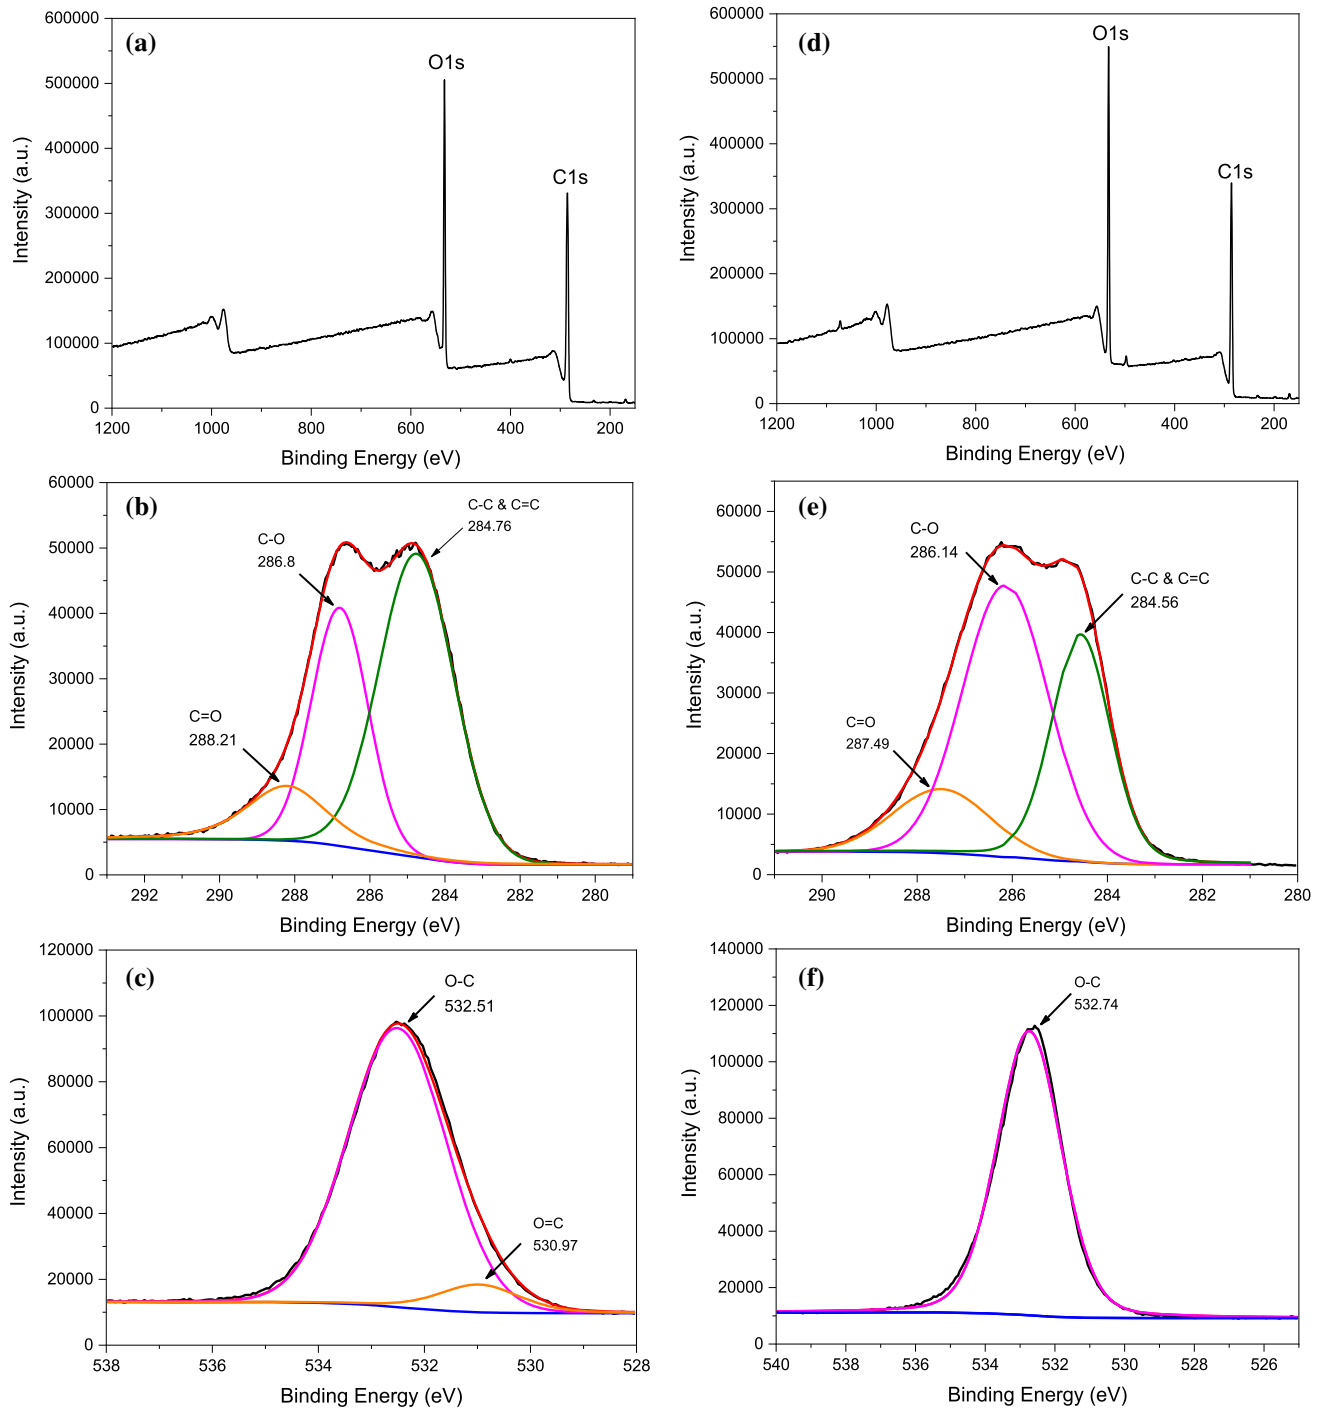 (a)
O1s
C1s
600000
500000
400000
300000
200000
100000
0
1200
1000
800
600
400
200
Intensity (a.u.)
Binding Energy (eV)
(d)
O1s
C1s
600000
500000
400000
300000
200000
100000
0
1200
1000
800
600
400
200
Intensity (a.u.)
Binding Energy (eV)
(b)
C-C & C=C
284.76
C-O
286.8
C=O
288.21
60000
50000
40000
30000
20000
10000
0
292
290
288
286
284
282
280
Intensity (a.u.)
Binding Energy (eV)
(e)
C-O
286.14
C-C & C=C
284.56
C=O
287.49
60000
50000
40000
30000
20000
10000
0
290
288
286
284
282
280
Intensity (a.u.)
Binding Energy (eV)
(c)
O-C
532.51
O=C
530.97
120000
100000
80000
60000
40000
20000
0
538
536
534
532
530
528
Intensity (a.u.)
Binding Energy (eV)
(f)
O-C
532.74
140000
120000
100000
80000
60000
40000
20000
0
540
538
536
534
532
530
528
526
Intensity (a.u.)
Binding Energy (eV)